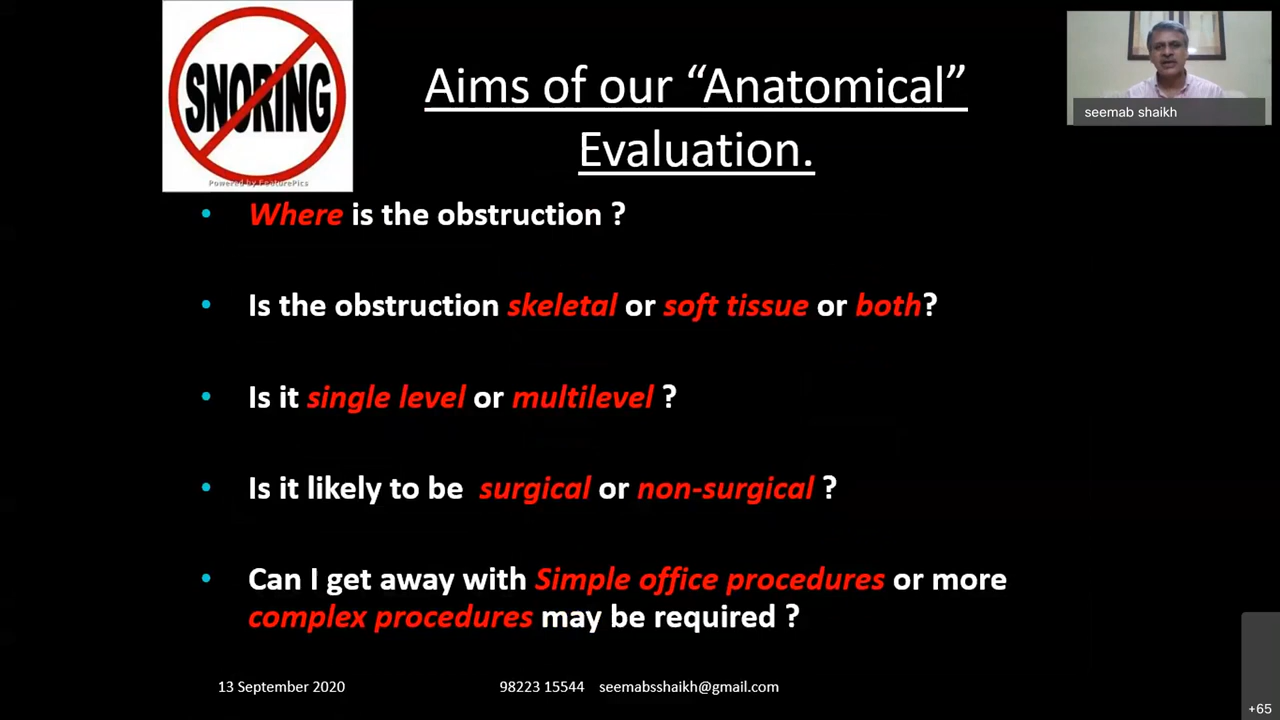 SNORING
Powered by FeaturePics
Aims of our “Anatomical”
Evaluation.
seemab shaikh
• Where is the obstruction ?
• Is the obstruction skeletal or soft tissue or both?
• Is it single level or multilevel ?
• Is it likely to be surgical or non-surgical ?
• Can I get away with Simple office procedures or more
complex procedures may be required ?
13 September 2020
98223 15544 seemabsshaikh@gmail.com
+65